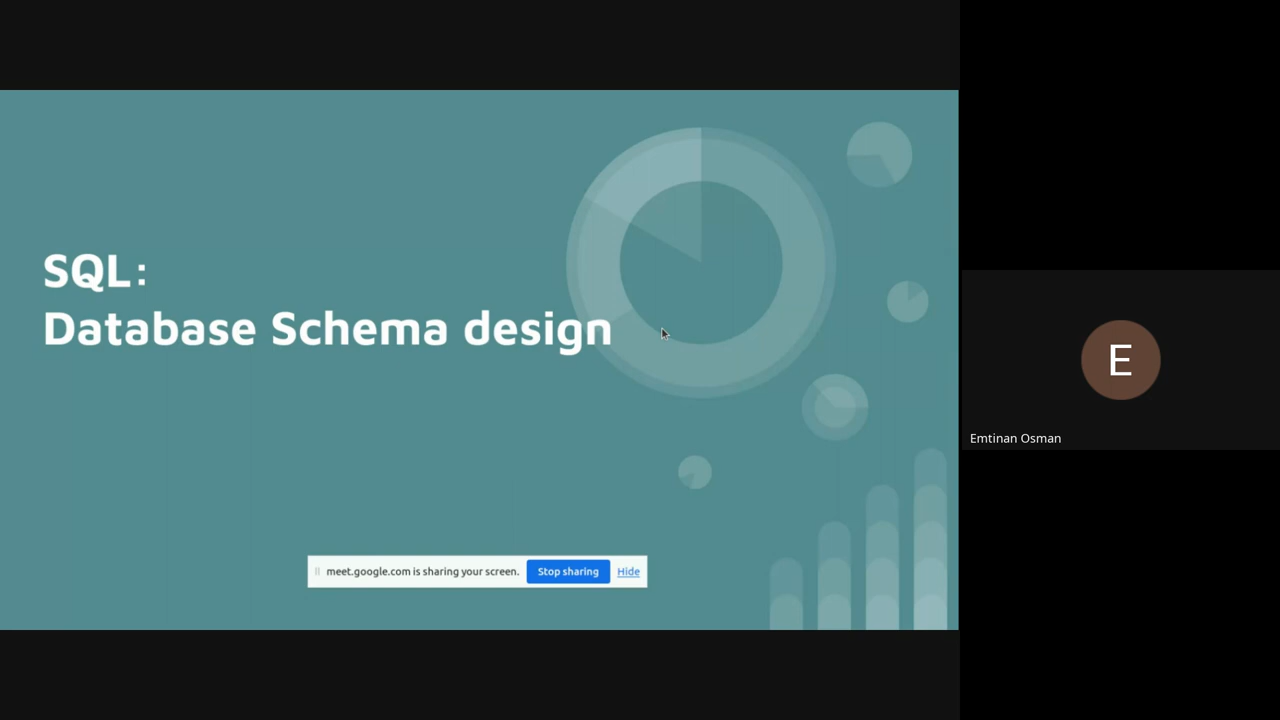 SQL:
Database Schema design
meet.google.com is sharing your screen. Stop sharing Hide
E
Emtinan Osman